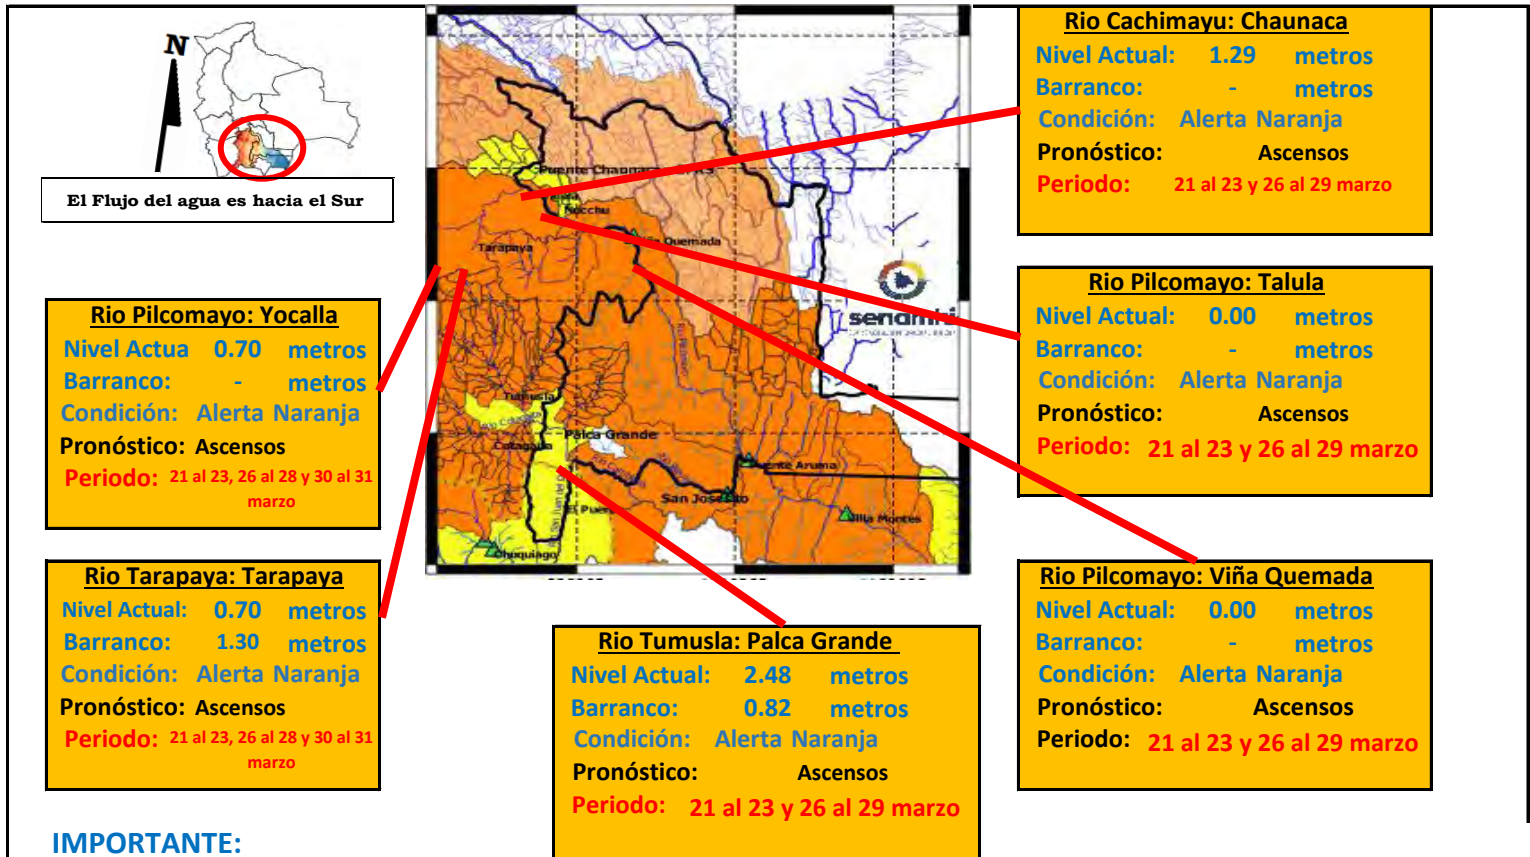 N
El Flujo del agua es hacia el Sur
Rio Cachimayu: Chaunaca
Nivel Actual: 1.29 metros
Barranco: - metros
Condición: Alerta Naranja
Pronóstico: Ascensos
Periodo: 21 al 23 y 26 al 29 marzo
Puente Chaunaca
Nucchu
Viña Quemada
Tarapaya
senamhi
Tumusla
Cotagaita
Palca Grande
Puente Aruma
San Josecito
Villa Montes
El Puente
Chuquiago
Rio Pilcomayo: Yocalla
Nivel Actua 0.70 metros
Barranco: - metros
Condición: Alerta Naranja
Pronóstico: Ascensos
Periodo: 21 al 23, 26 al 28 y 30 al 31
marzo
Rio Pilcomayo: Talula
Nivel Actual: 0.00 metros
Barranco: - metros
Condición: Alerta Naranja
Pronóstico: Ascensos
Periodo: 21 al 23 y 26 al 29 marzo
Rio Tarapaya: Tarapaya
Nivel Actual: 0.70 metros
Barranco: 1.30 metros
Condición: Alerta Naranja
Pronóstico: Ascensos
Periodo: 21 al 23, 26 al 28 y 30 al 31
marzo
Rio Tumusla: Palca Grande
Nivel Actual: 2.48 metros
Barranco: 0.82 metros
Condición: Alerta Naranja
Pronóstico: Ascensos
Periodo: 21 al 23 y 26 al 29 marzo
Rio Pilcomayo: Viña Quemada
Nivel Actual: 0.00 metros
Barranco: - metros
Condición: Alerta Naranja
Pronóstico: Ascensos
Periodo: 21 al 23 y 26 al 29 marzo
IMPORTANTE: